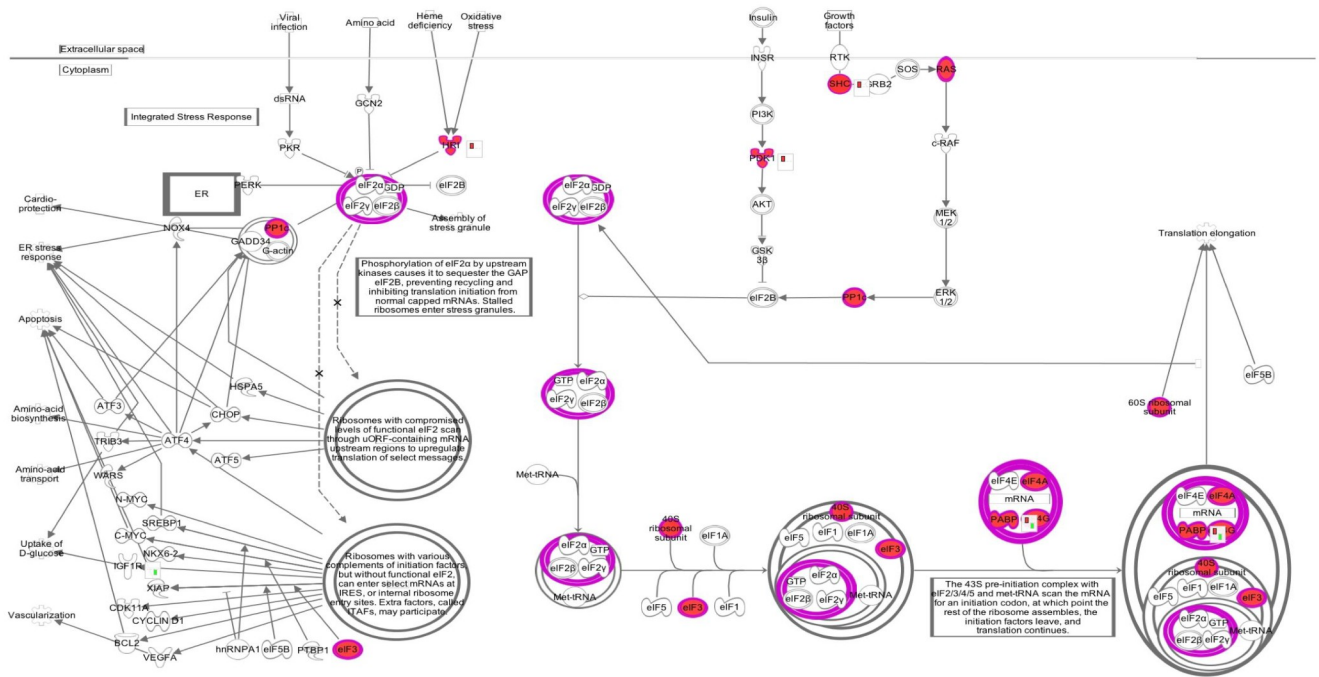 Viral
infection
Amino acid
Heme
deficiency
Oxidative
stress
Insulin
Growth
factors
Extracellular space
Cytoplasm
INSR
RTK
SOS
RAS
SHC
GRB2
dsRNA
GCN2
Integrated Stress Response
PI3K
PKR
HRI
c-RAF
PDK1
ER
PERK
P
eIF2α
GDP
eIF2γ
eIF2β
eIF2B
eIF2α
GDP
eIF2γ
eIF2β
AKT
Cardio-
protection
NOX4
PP1c
GADD34
G-actin
Assembly of
stress granule
MEK
1/2
Translation elongation
ER stress
response
GSK
3β
Phosphorylation of eIF2α by upstream
kinases causes it to sequester the GAP
eIF2B, preventing recycling and
inhibiting translation initiation from
normal capped mRNAs. Stalled
ribosomes enter stress granules.
eIF2B
PP1c
ERK
1/2
Apoptosis
HSPA5
GTP
eIF2α
eIF2γ
eIF2β
eIF5B
ATF3
CHOP
Amino-acid
biosynthesis
60S ribosomal
subunit
TRIB3
ATF4
Ribosomes with compromised
levels of functional eIF2 scan
through uORF-containing mRNA
upstream regions to upregulate
translation of select messages.
ATF5
Amino-acid
transport
WARS
Met-tRNA
N-MYC
SREBP1
C-MYC
NKX6-2
Uptake of
D-glucose
IGF1R
XIAP
CDK11A
CYCLIN D1
Vascularization
BCL2
VEGFA
Ribosomes with various
complements of initiation factors
but without functional eIF2,
can enter select mRNAs at
IRES, or internal ribosome
entry sites. Extra factors, called
ITAFs, may participate.
hnRNPA1
eIF5B
PTBP1
eIF3
eIF2α
GTP
eIF2β
eIF2γ
Met-tRNA
40S
ribosomal
subunit
eIF1A
eIF5
eIF3
eIF1
40S
ribosomal subunit
eIF5
eIF1
eIF1A
eIF3
GTP
eIF2α
eIF2β
eIF2γ
Met-tRNA
eIF4E
eIF4A
mRNA
PABP
4G
The 43S pre-initiation complex with
eIF2/3/4/5 and met-tRNA scan the mRNA
for an initiation codon, at which point
the rest of the ribosome assembles, the
initiation factors leave, and
translation continues.
eIF4E
eIF4A
mRNA
PABP
40S
ribosomal subunit
eIF1
eIF1A
eIF5
eIF3
eIF2α
GTP
eIF2β
eIF2γ
Met-tRNA